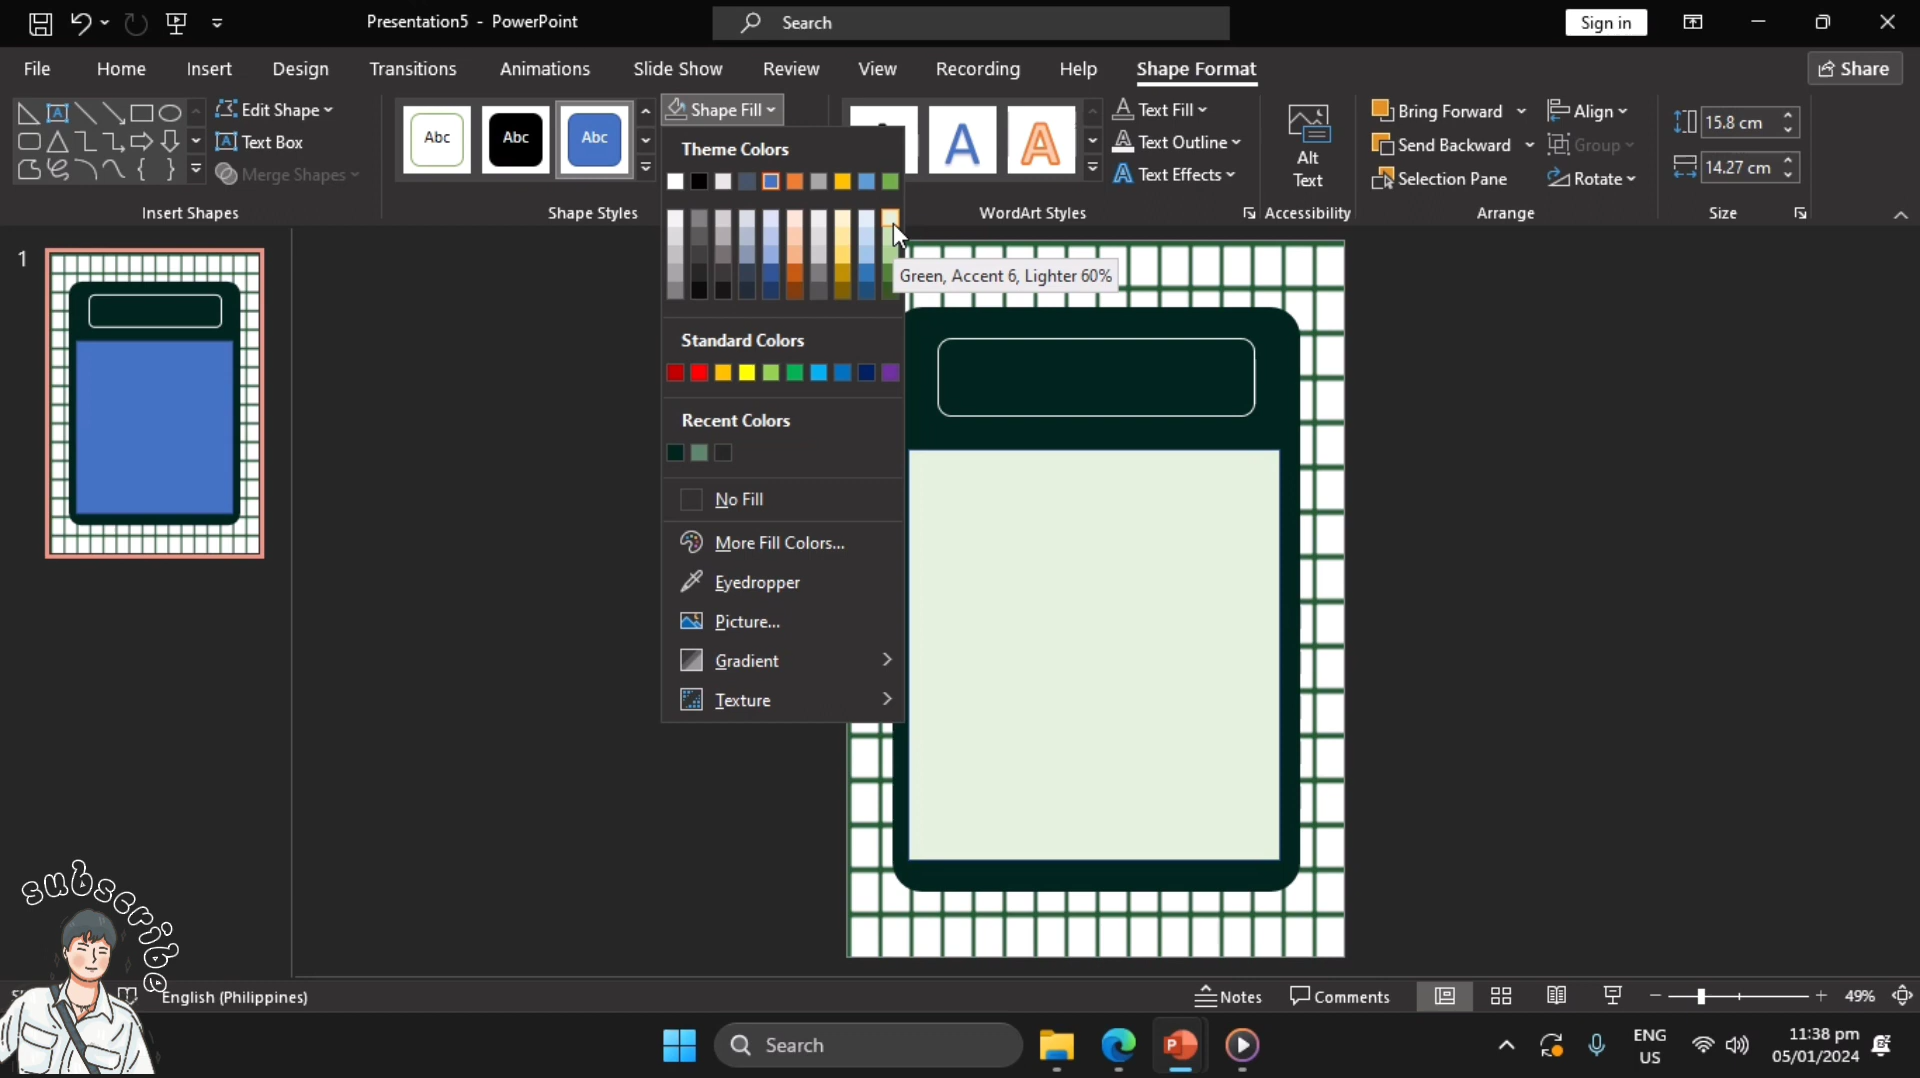 Presentation5 - PowerPoint
Search
Sign in
File
Home
Insert
Design
Transitions
Animations
Slide Show
Review
View
Recording
Help
Shape Format
Share
Edit Shape
Text Box
Merge Shapes
Insert Shapes
Abc
Abc
Abc
Shape Styles
Shape Fill
A
A
WordArt Styles
Text Fill
Text Outline
Text Effects
Alt
Text
Accessibility
Bring Forward
Send Backward
Selection Pane
Align
Group
Rotate
Arrange
15.8 cm
14.27 cm
Size
Theme Colors
Green, Accent 6, Lighter 60%
Standard Colors
Recent Colors
No Fill
More Fill Colors...
Eyedropper
Picture...
Gradient
Texture
1
subscribe
English (Philippines)
Notes
Comments
49%
Search
ENG
US
11:38 pm
05/01/2024